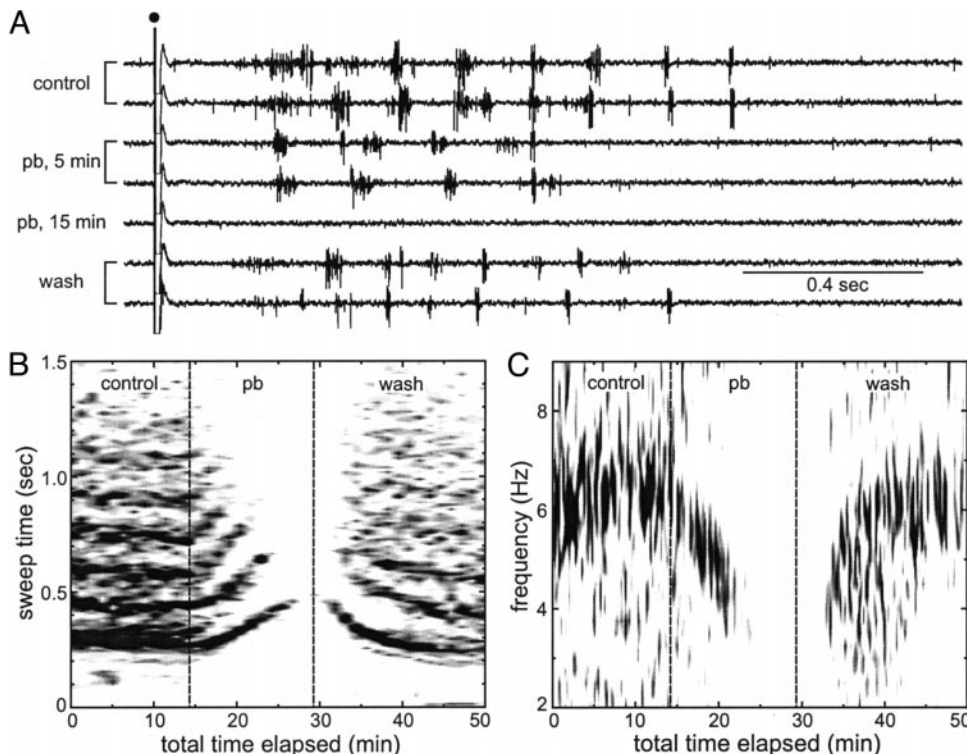 A
control
pb, 5 min
pb, 15 min
wash
0.4 sec
B
control pb wash
1.5
1.0
0.5
0
sweep time (sec)
0 10 20 30 40 50
total time elapsed (min)
C
control pb wash
8
6
4
2
frequency (Hz)
0 10 20 30 40 50
total time elapsed (min)